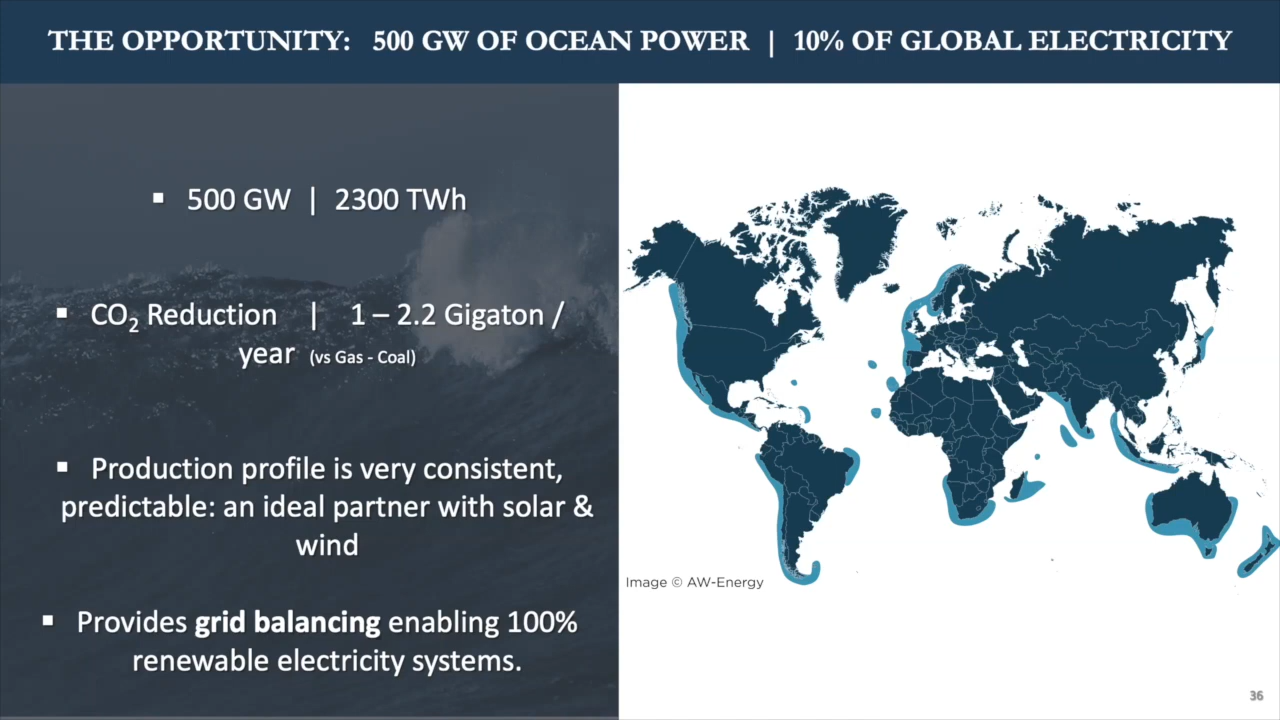 THE OPPORTUNITY: 500 GW OF OCEAN POWER | 10% OF GLOBAL ELECTRICITY
▪ 500 GW | 2300 TWh
▪ CO₂ Reduction | 1 – 2.2 Gigaton /
year (vs Gas - Coal)
▪ Production profile is very consistent,
predictable: an ideal partner with solar &
wind
▪ Provides grid balancing enabling 100%
renewable electricity systems.
Image © AW-Energy
36